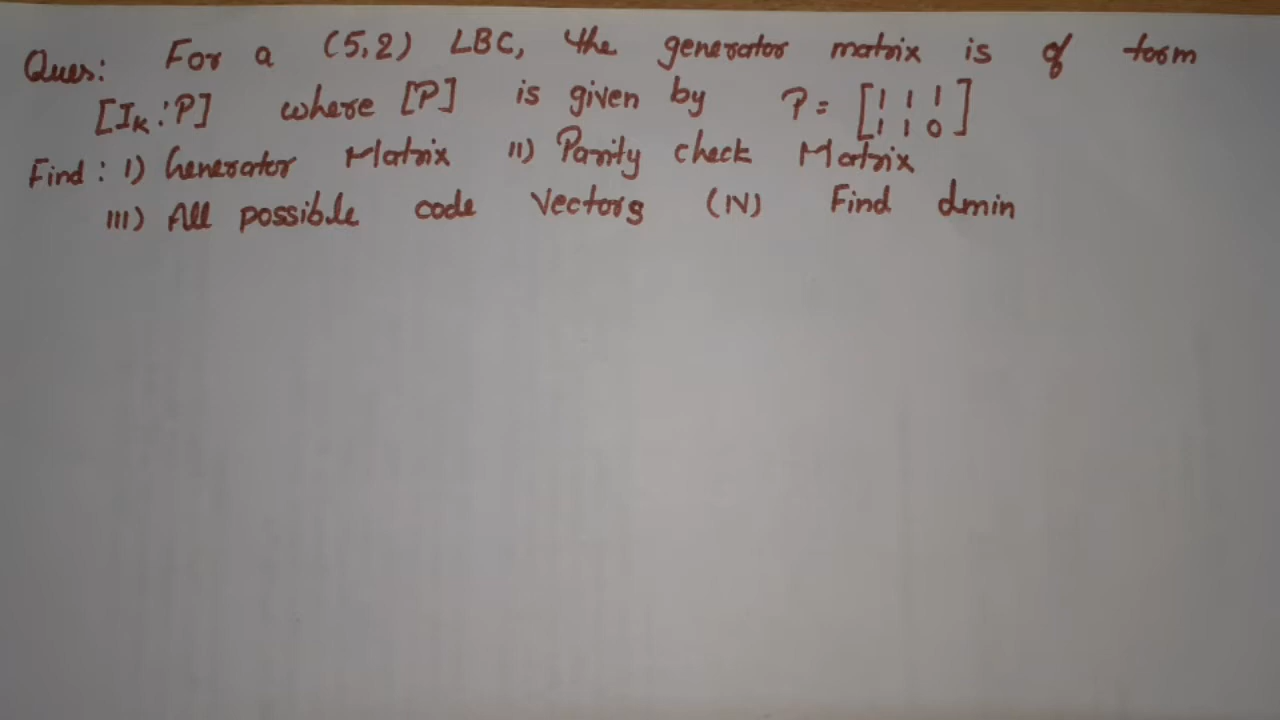 Ques: For a (5,2) LBC, the generator matrix is of form
[Ik : P] where [P] is given by P = [1 1 1
1 1 0]
Find : I) Generator Matrix II) Parity check Matrix
III) All possible code vectors (IV) Find dmin